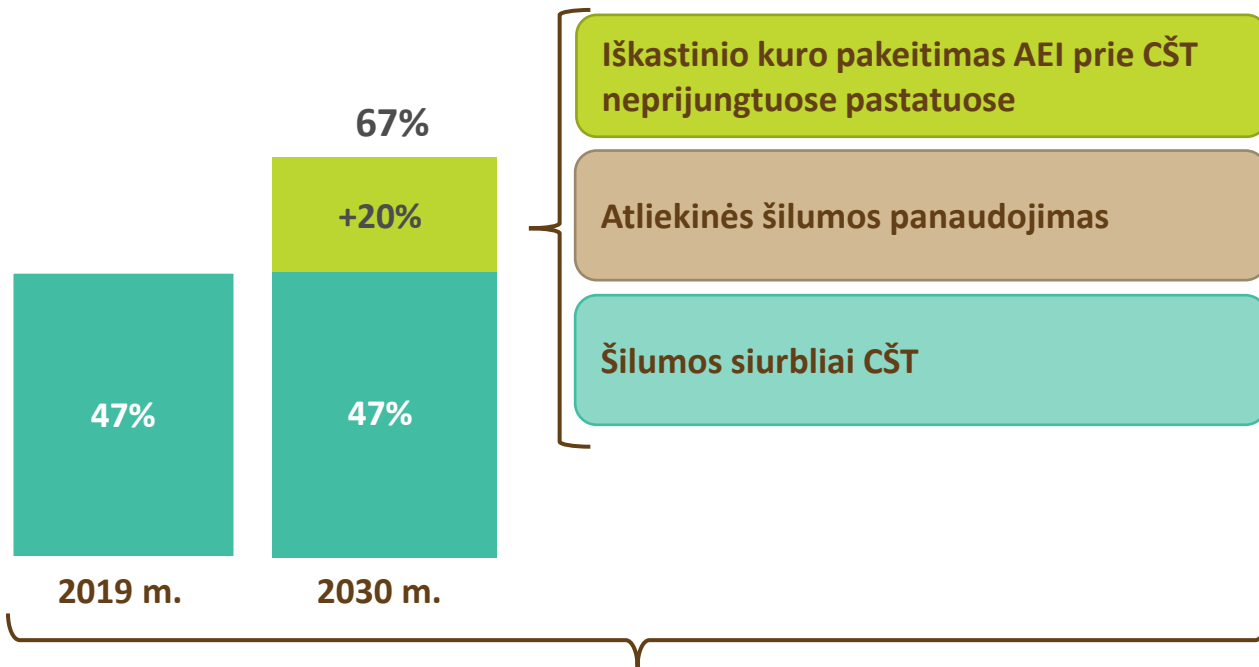 67%
+20%
47%
47%
2019 m.
2030 m.
Iškastinio kuro pakeitimas AEI prie CŠT
neprijungtuose pastatuose
Atliekinės šilumos panaudojimas
Šilumos siurbliai CŠT